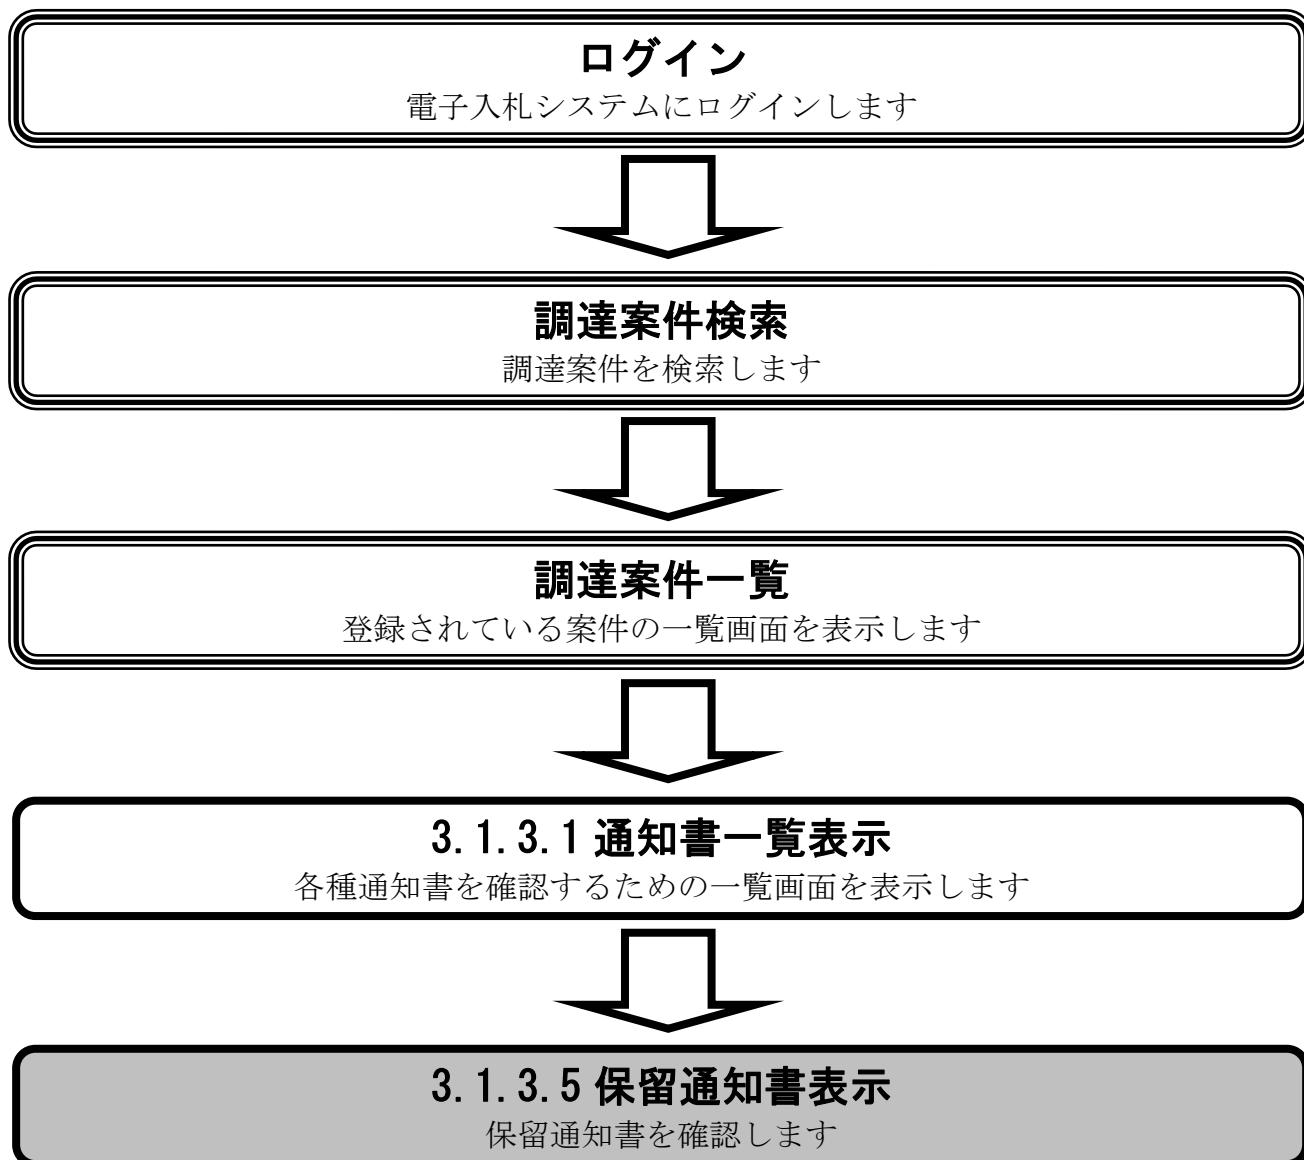 ログイン
電子入札システムにログインします
調達案件検索
調達案件を検索します
調達案件一覧
登録されている案件の一覧画面を表示します
3.1.3.1 通知書一覧表示
各種通知書を確認するための一覧画面を表示します
3.1.3.5 保留通知書表示
保留通知書を確認します